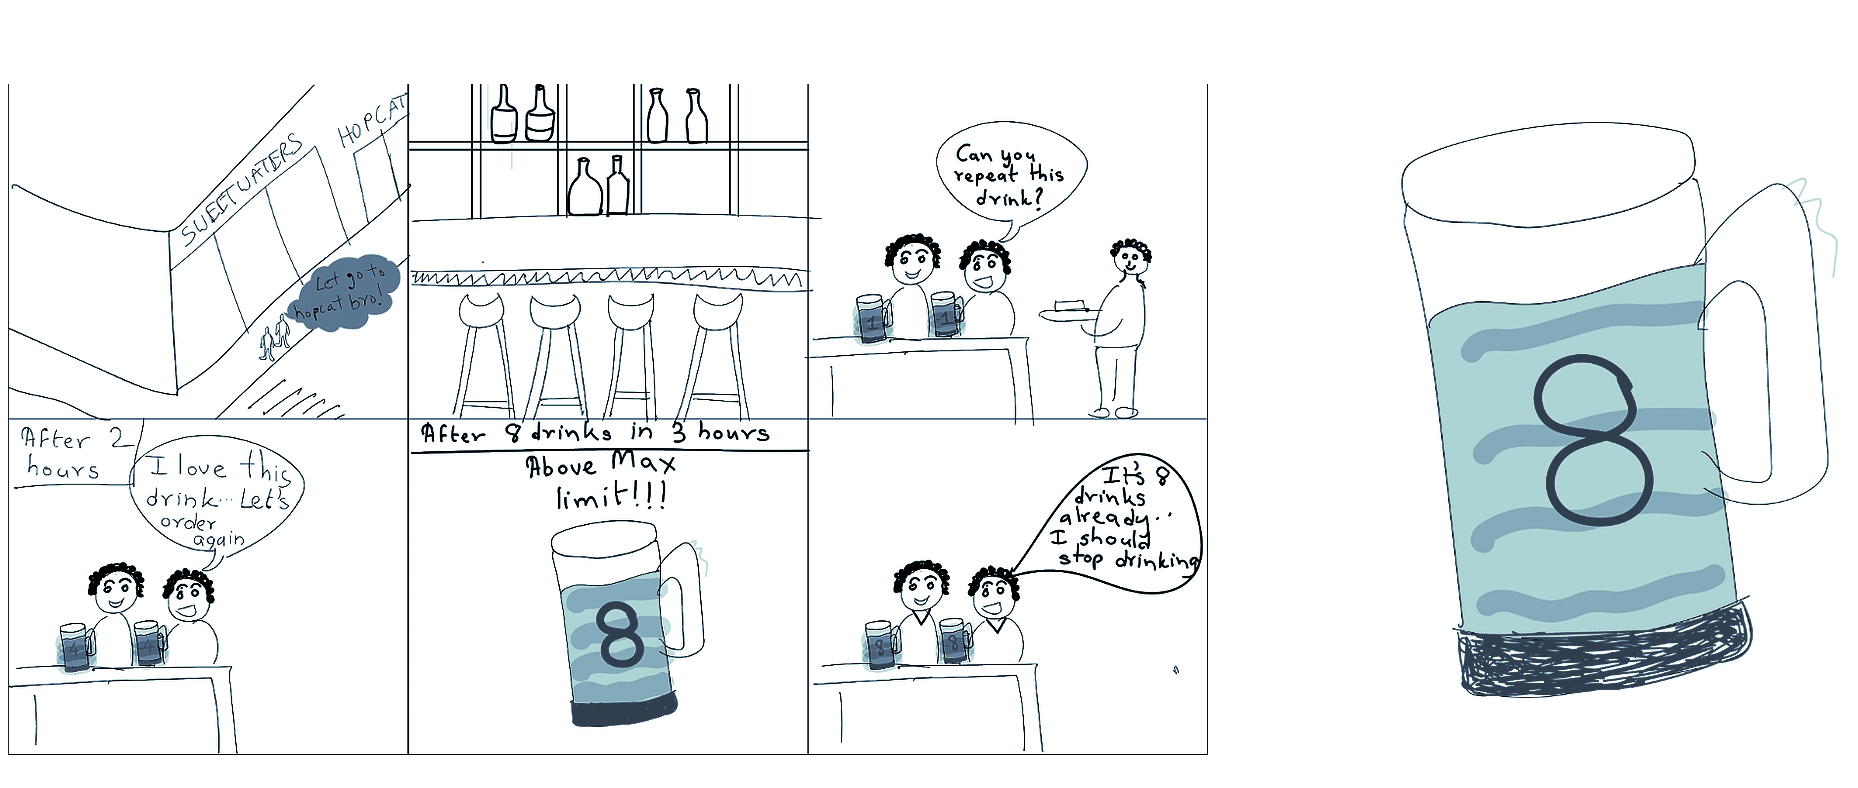 SWEETWATERS
HOPCAT
Let go to
hopcat bro!
Can you
repeat this
drink?
1
1
After 2
hours
I love this
drink... Let's
order
again
4
4
After 8 drinks in 3 hours
Above Max
limit!!!
8
It's 8
drinks
already..
I should
stop drinking
8
8
8